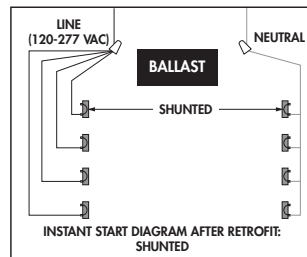 LINE
(120-277 VAC)
NEUTRAL
BALLAST
SHUNTED
INSTANT START DIAGRAM AFTER RETROFIT:
SHUNTED